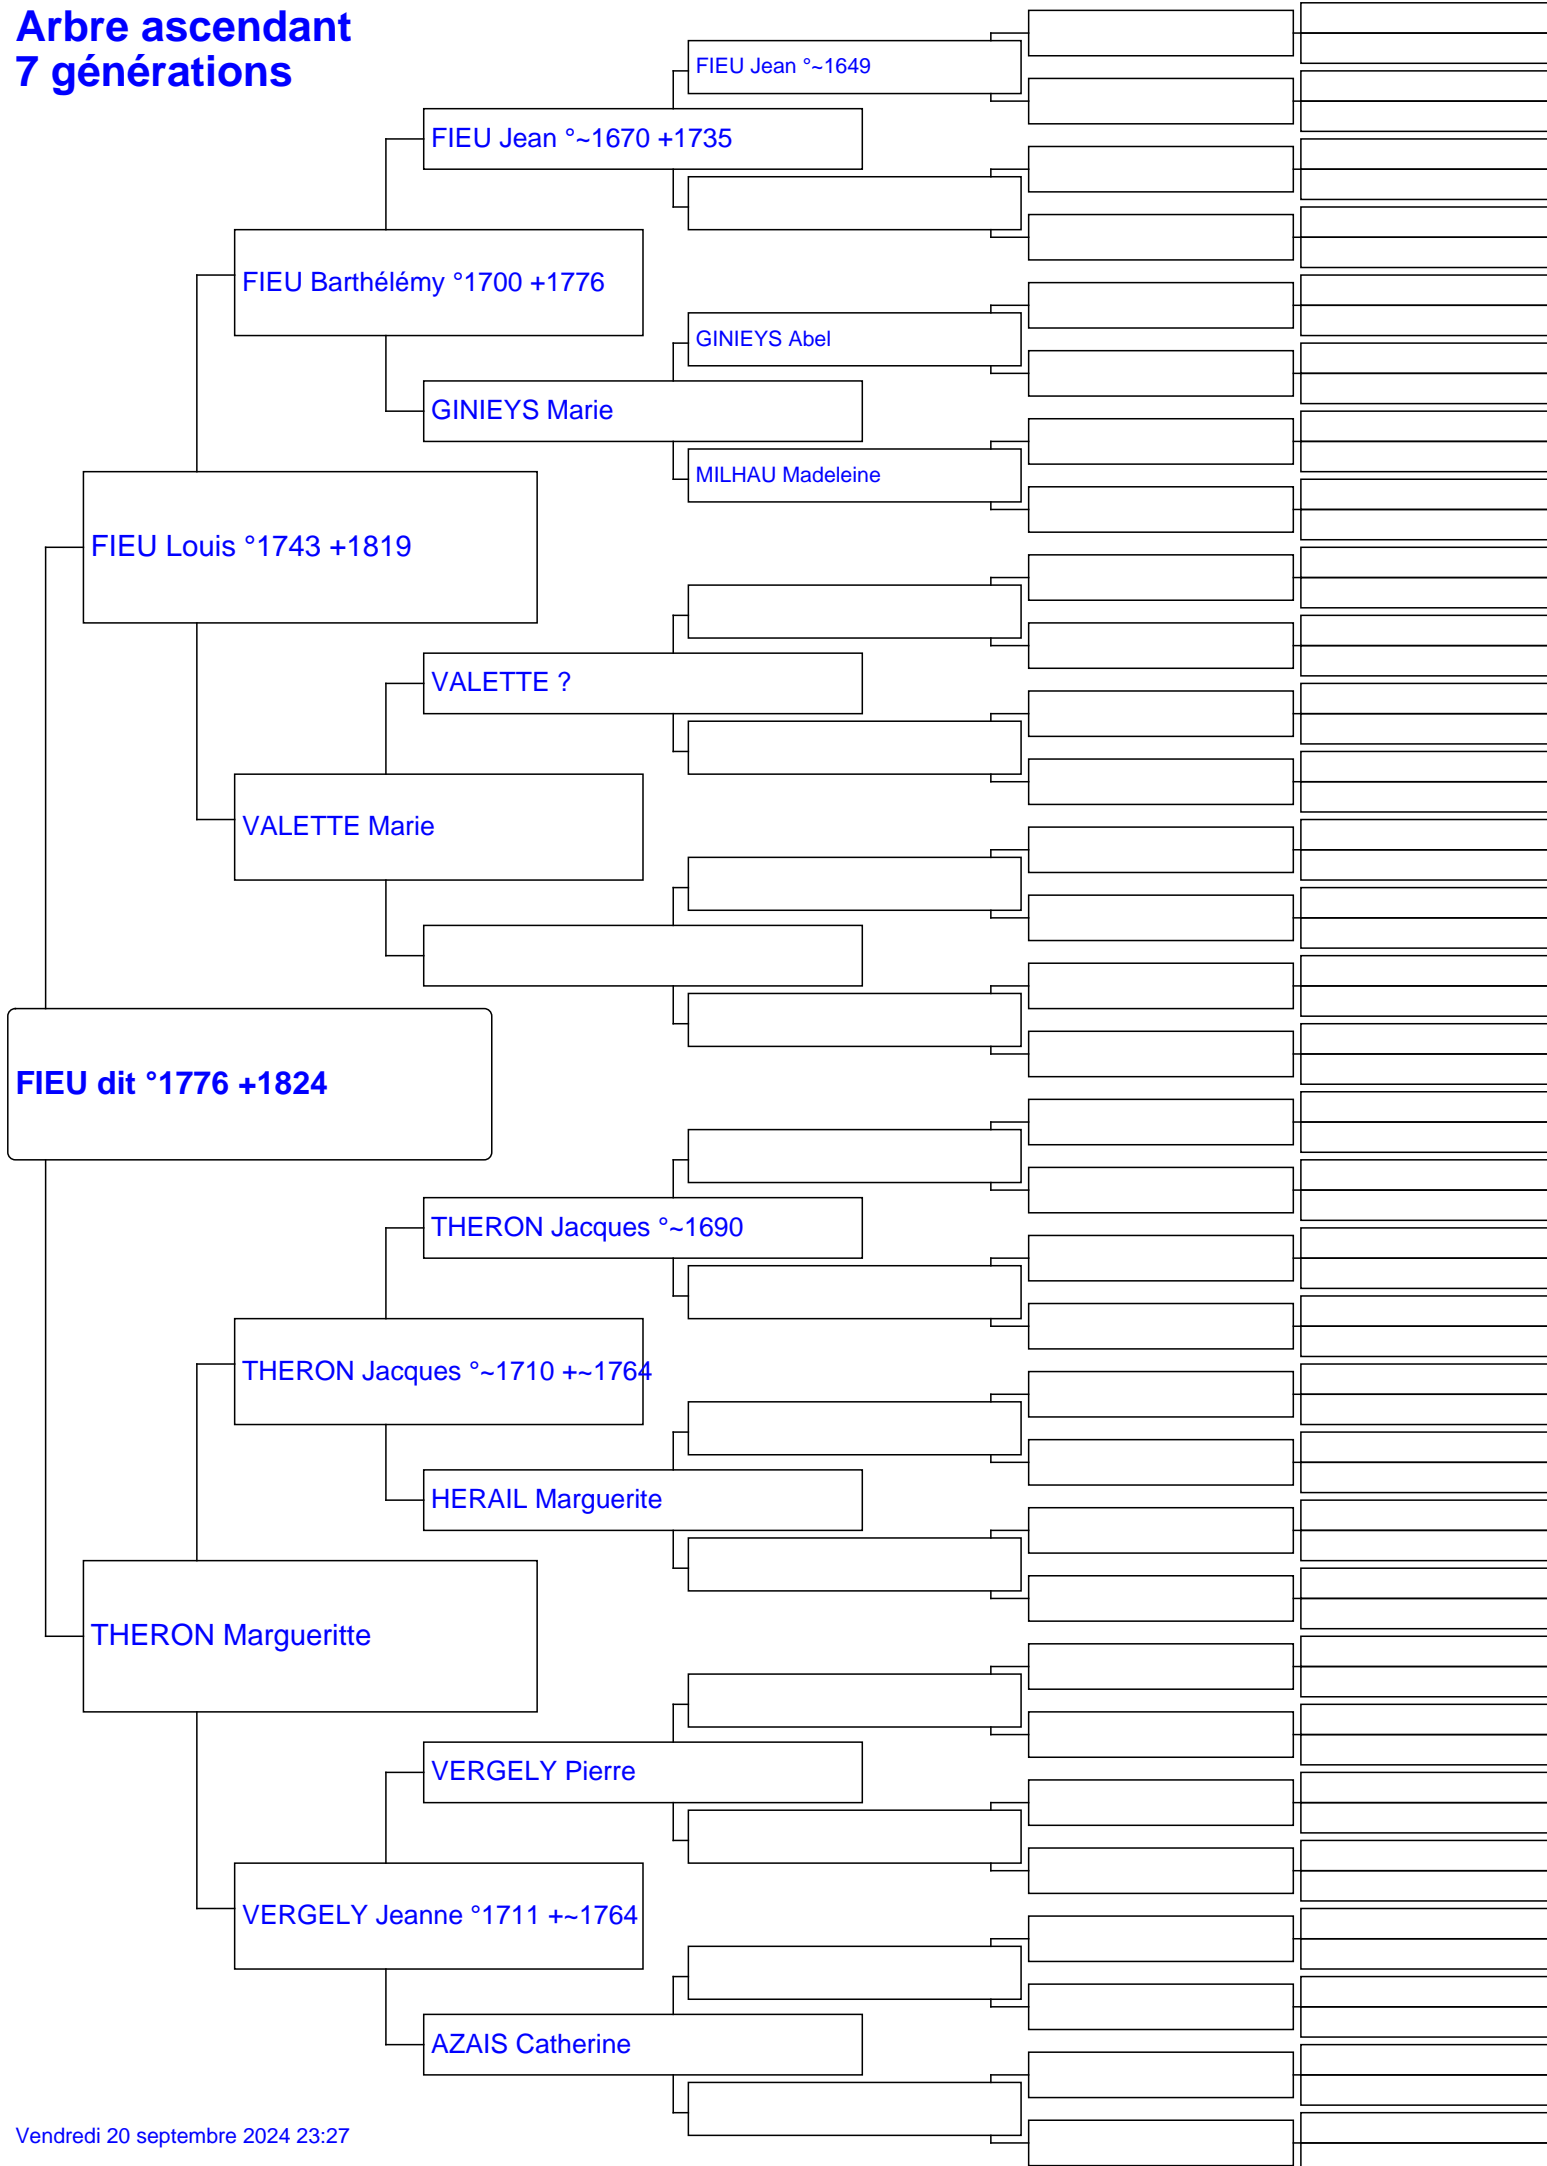 Arbre ascendant
7 générations
FIEU Jean °~1649
FIEU Jean °~1670 +1735
FIEU Barthélémy °1700 +1776
GINIEYS Abel
GINIEYS Marie
MILHAU Madeleine
FIEU Louis °1743 +1819
VALETTE ?
VALETTE Marie
FIEU dit °1776 +1824
THERON Jacques °~1690
THERON Jacques °~1710 +~1764
HERAIL Marguerite
THERON Margueritte
VERGELY Pierre
VERGELY Jeanne °1711 +~1764
AZAIS Catherine
Vendredi 20 septembre 2024 23:27